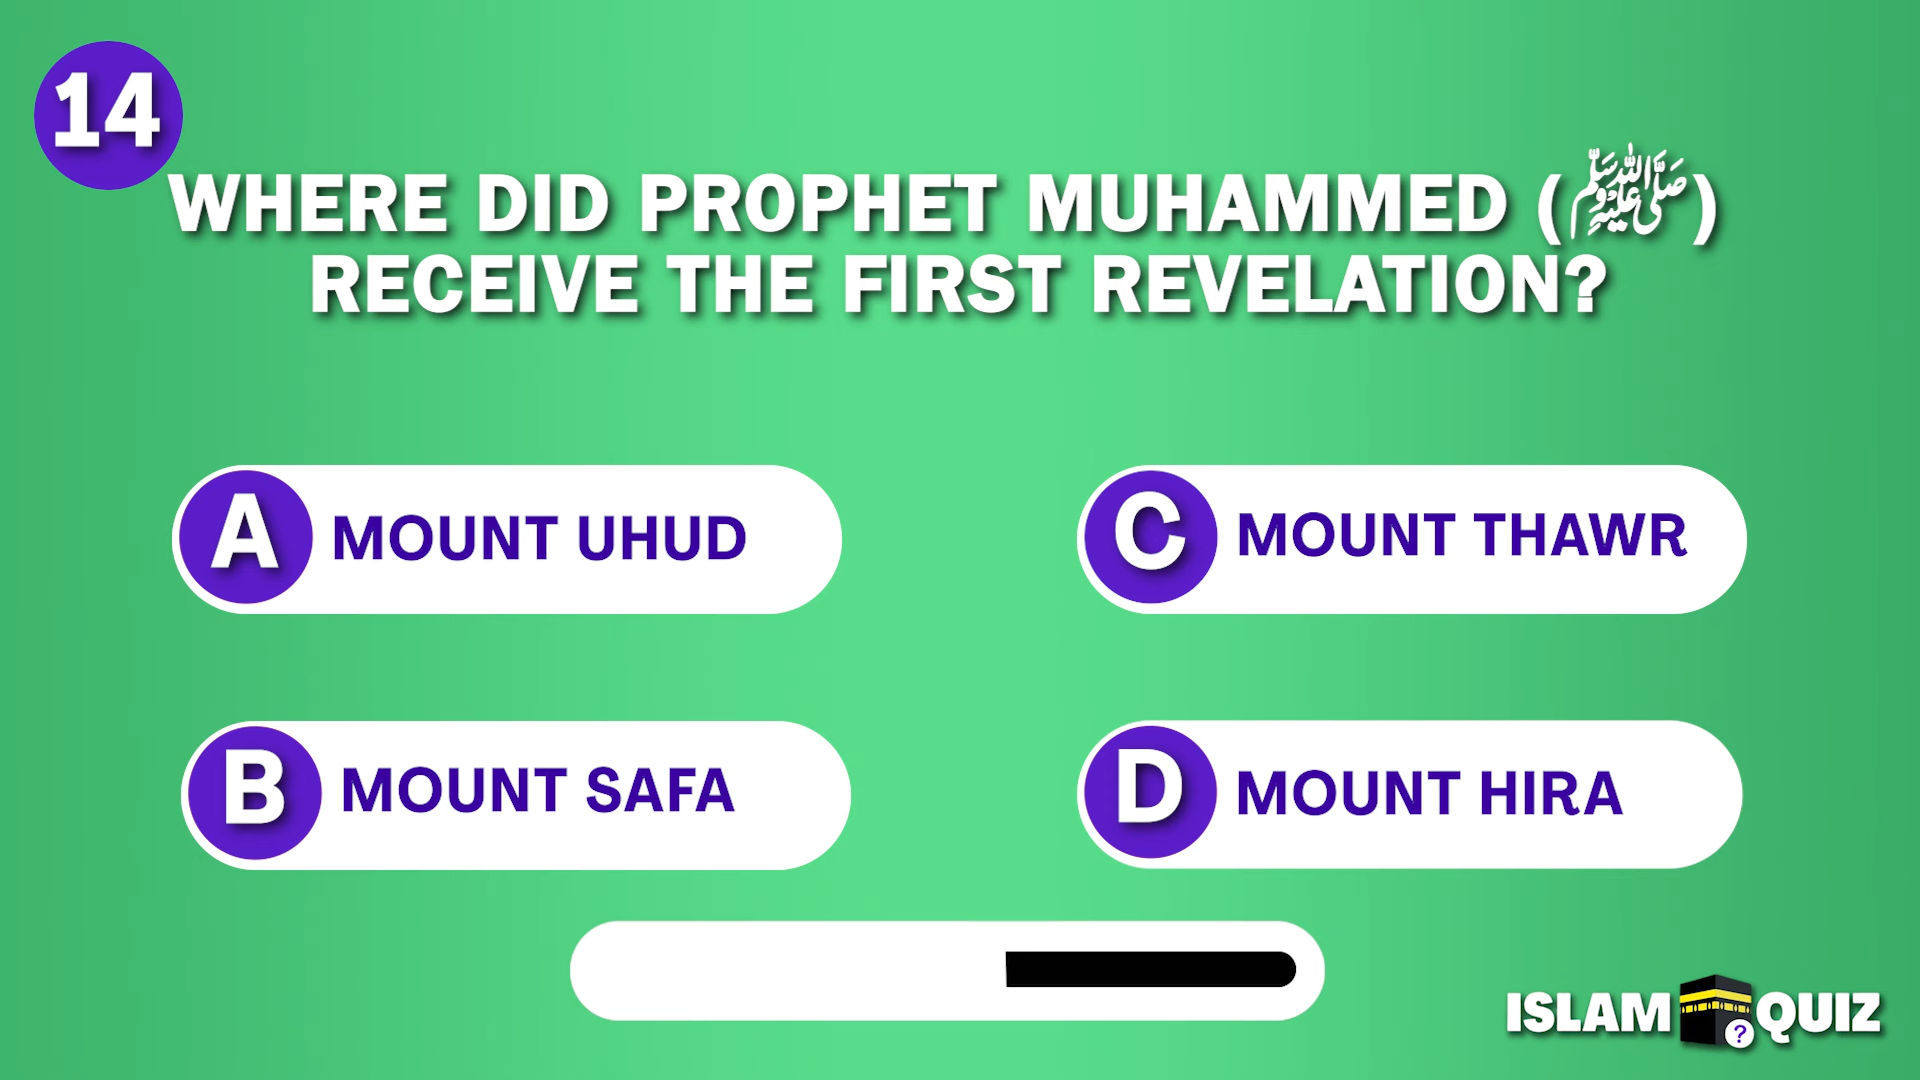 14
WHERE DID PROPHET MUHAMMED (ﷺ)
RECEIVE THE FIRST REVELATION?
A MOUNT UHUD
C MOUNT THAWR
B MOUNT SAFA
D MOUNT HIRA
ISLAM ? QUIZ